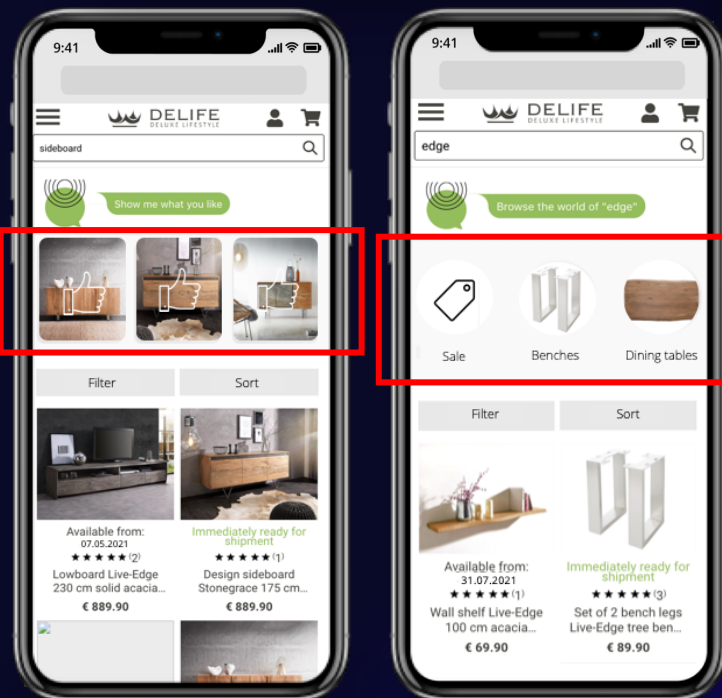 9:41
DELIFE
DELUXE LIFESTYLE
sideboard
Show me what you like
Filter
Sort
Available from:
07.05.2021
(2)
Lowboard Live-Edge
230 cm solid acacia...
€ 889.90
Immediately ready for
shipment
(1)
Design sideboard
Stonegrace 175 cm...
€ 889.90
9:41
DELIFE
DELUXE LIFESTYLE
edge
Browse the world of "edge"
Sale
Benches
Dining tables
Filter
Sort
Available from:
31.07.2021
(1)
Wall shelf Live-Edge
100 cm acacia...
€ 69.90
Immediately ready for
shipment
(3)
Set of 2 bench legs
Live-Edge tree ben...
€ 89.90